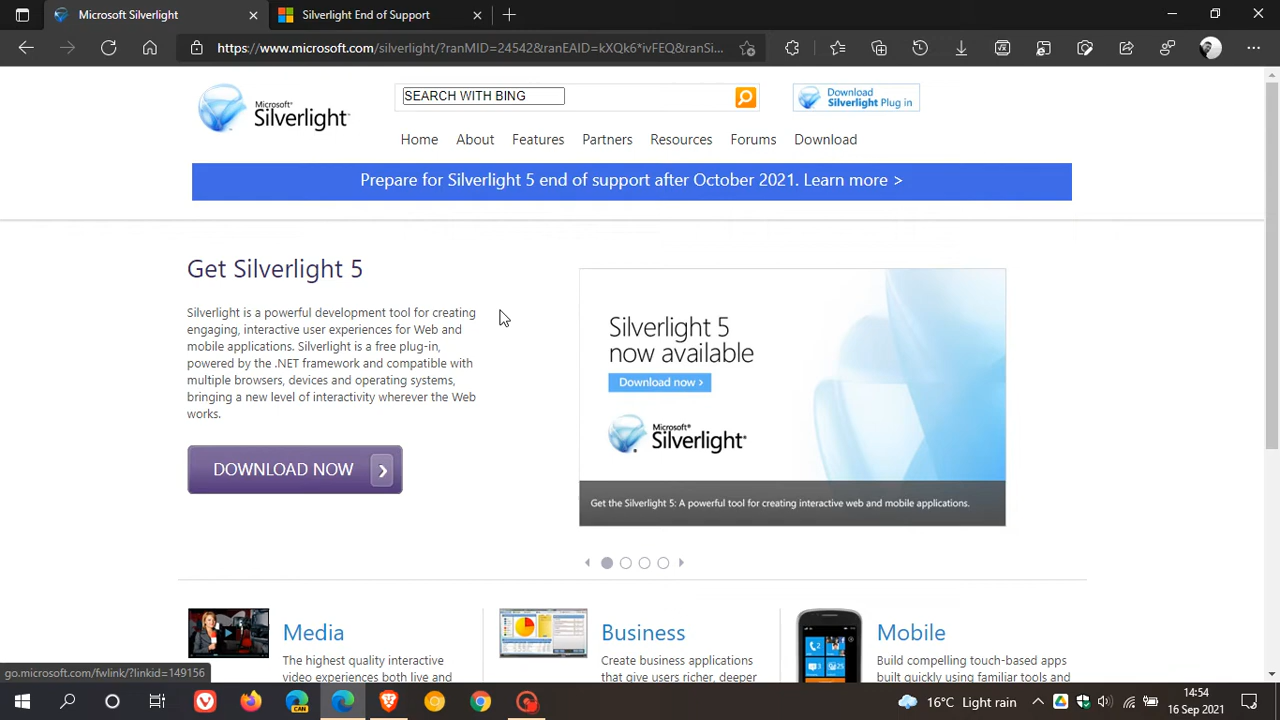 Microsoft Silverlight
Silverlight End of Support
https://www.microsoft.com/silverlight/?ranMID=24542&ranEAID=kXQk6*ivFEQ&ranSi...
Microsoft®
Silverlight™
SEARCH WITH BING
Download
Silverlight Plug in
Home
About
Features
Partners
Resources
Forums
Download
Prepare for Silverlight 5 end of support after October 2021. Learn more >
Get Silverlight 5
Silverlight is a powerful development tool for creating
engaging, interactive user experiences for Web and
mobile applications. Silverlight is a free plug-in,
powered by the .NET framework and compatible with
multiple browsers, devices and operating systems,
bringing a new level of interactivity wherever the Web
works.
DOWNLOAD NOW
Silverlight 5
now available
Download now >
Microsoft®
Silverlight®
Get the Silverlight 5: A powerful tool for creating interactive web and mobile applications.
Media
The highest quality interactive
video experiences both live and
Business
Create business applications
that give users richer, deeper
Mobile
Build compelling touch-based apps
built quickly using familiar tools and
go.microsoft.com/fwlink/?linkid=149156
CAN
16°C Light rain
14:54
16 Sep 2021